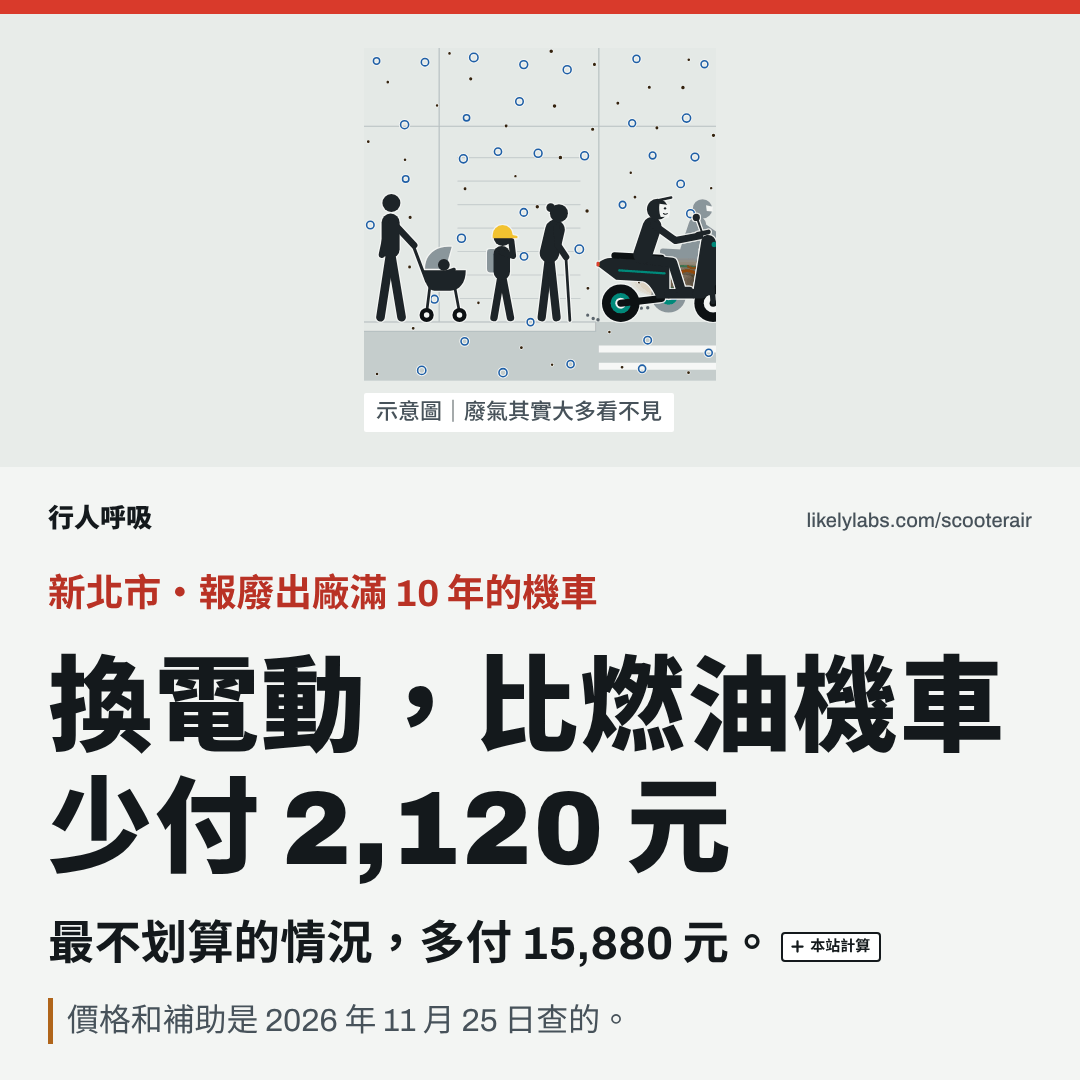 示意圖｜廢氣其實大多看不見
行人呼吸
likelylabs.com/scooterair
新北市・報廢出廠滿 10 年的機車
換電動，比燃油機車
少付 2,120 元
最不划算的情況，多付 15,880 元。 + 本站計算
價格和補助是 2026 年 11 月 25 日查的。